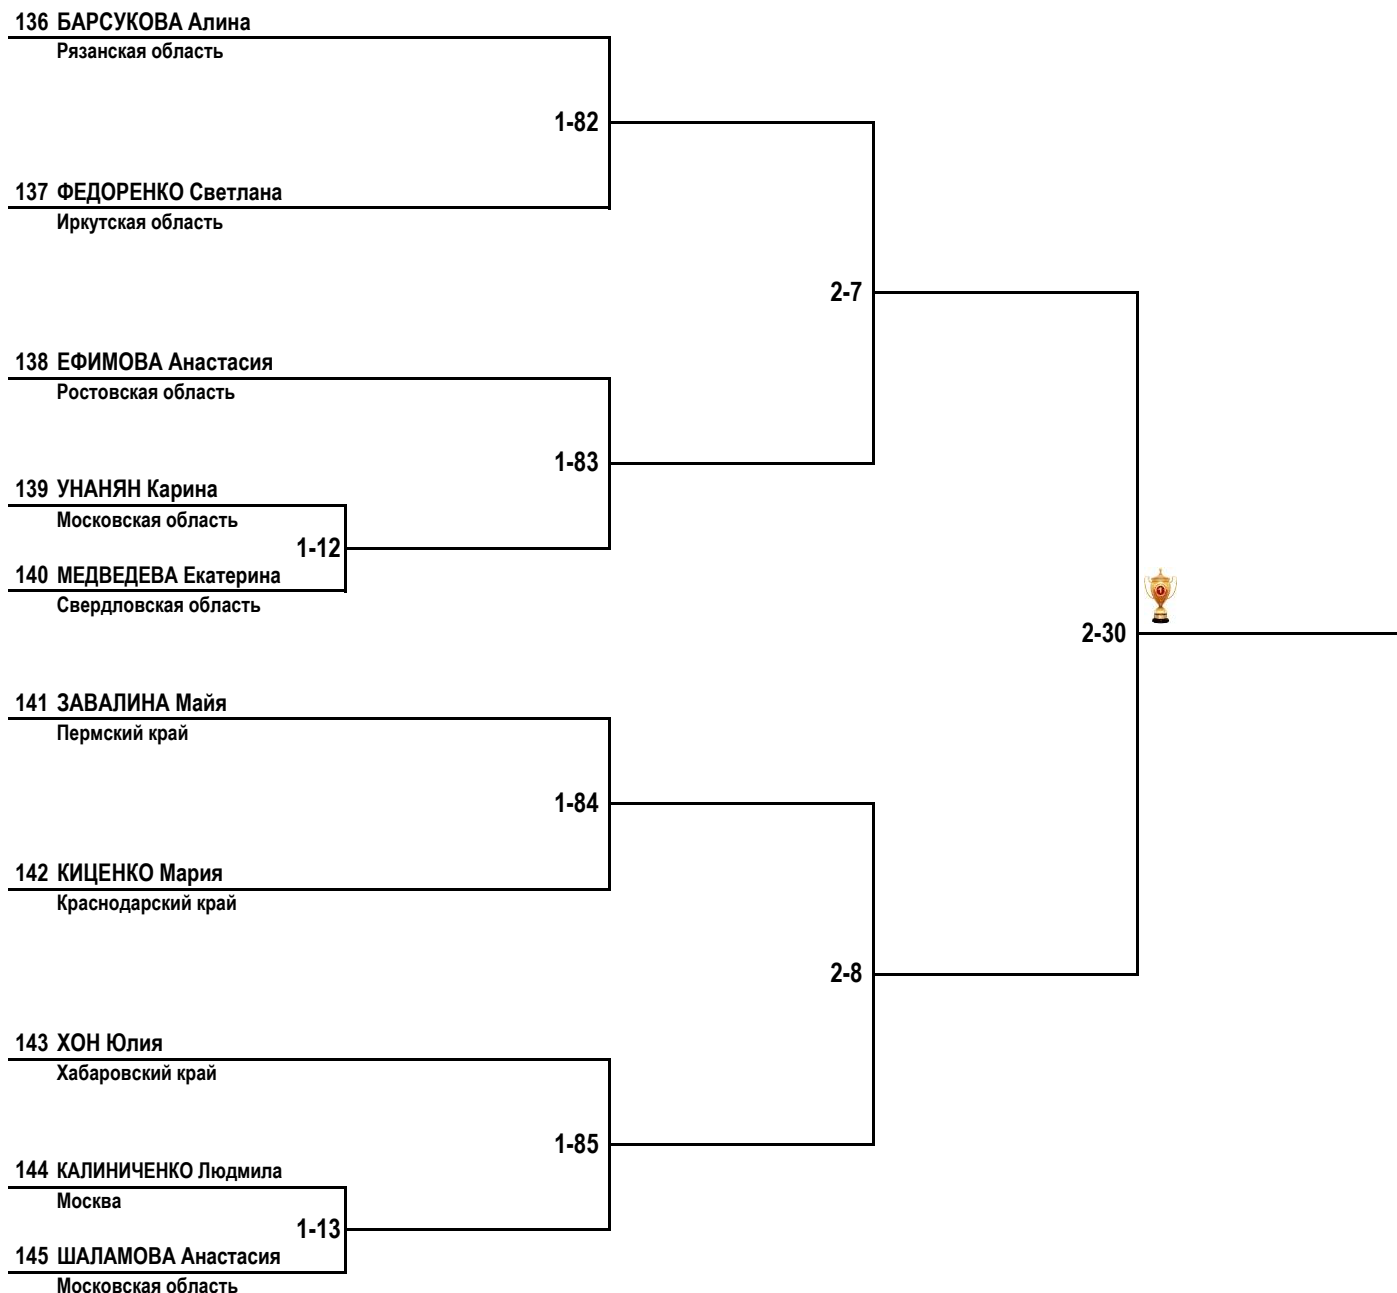 136 БАРСУКОВА Алина
Рязанская область
1-82
137 ФЕДОРЕНКО Светлана
Иркутская область
2-7
138 ЕФИМОВА Анастасия
Ростовская область
1-83
139 УНАНЯН Карина
Московская область
1-12
140 МЕДВЕДЕВА Екатерина
Свердловская область
2-30
141 ЗАВАЛИНА Майя
Пермский край
1-84
142 КИЦЕНКО Мария
Краснодарский край
2-8
143 ХОН Юлия
Хабаровский край
1-85
144 КАЛИНИЧЕНКО Людмила
Москва
1-13
145 ШАЛАМОВА Анастасия
Московская область